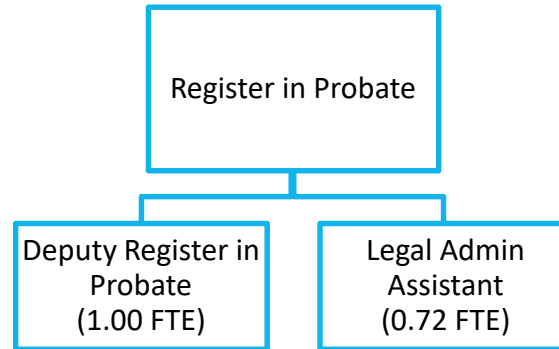 Register in Probate
Deputy Register in
Probate
(1.00 FTE)
Legal Admin
Assistant
(0.72 FTE)